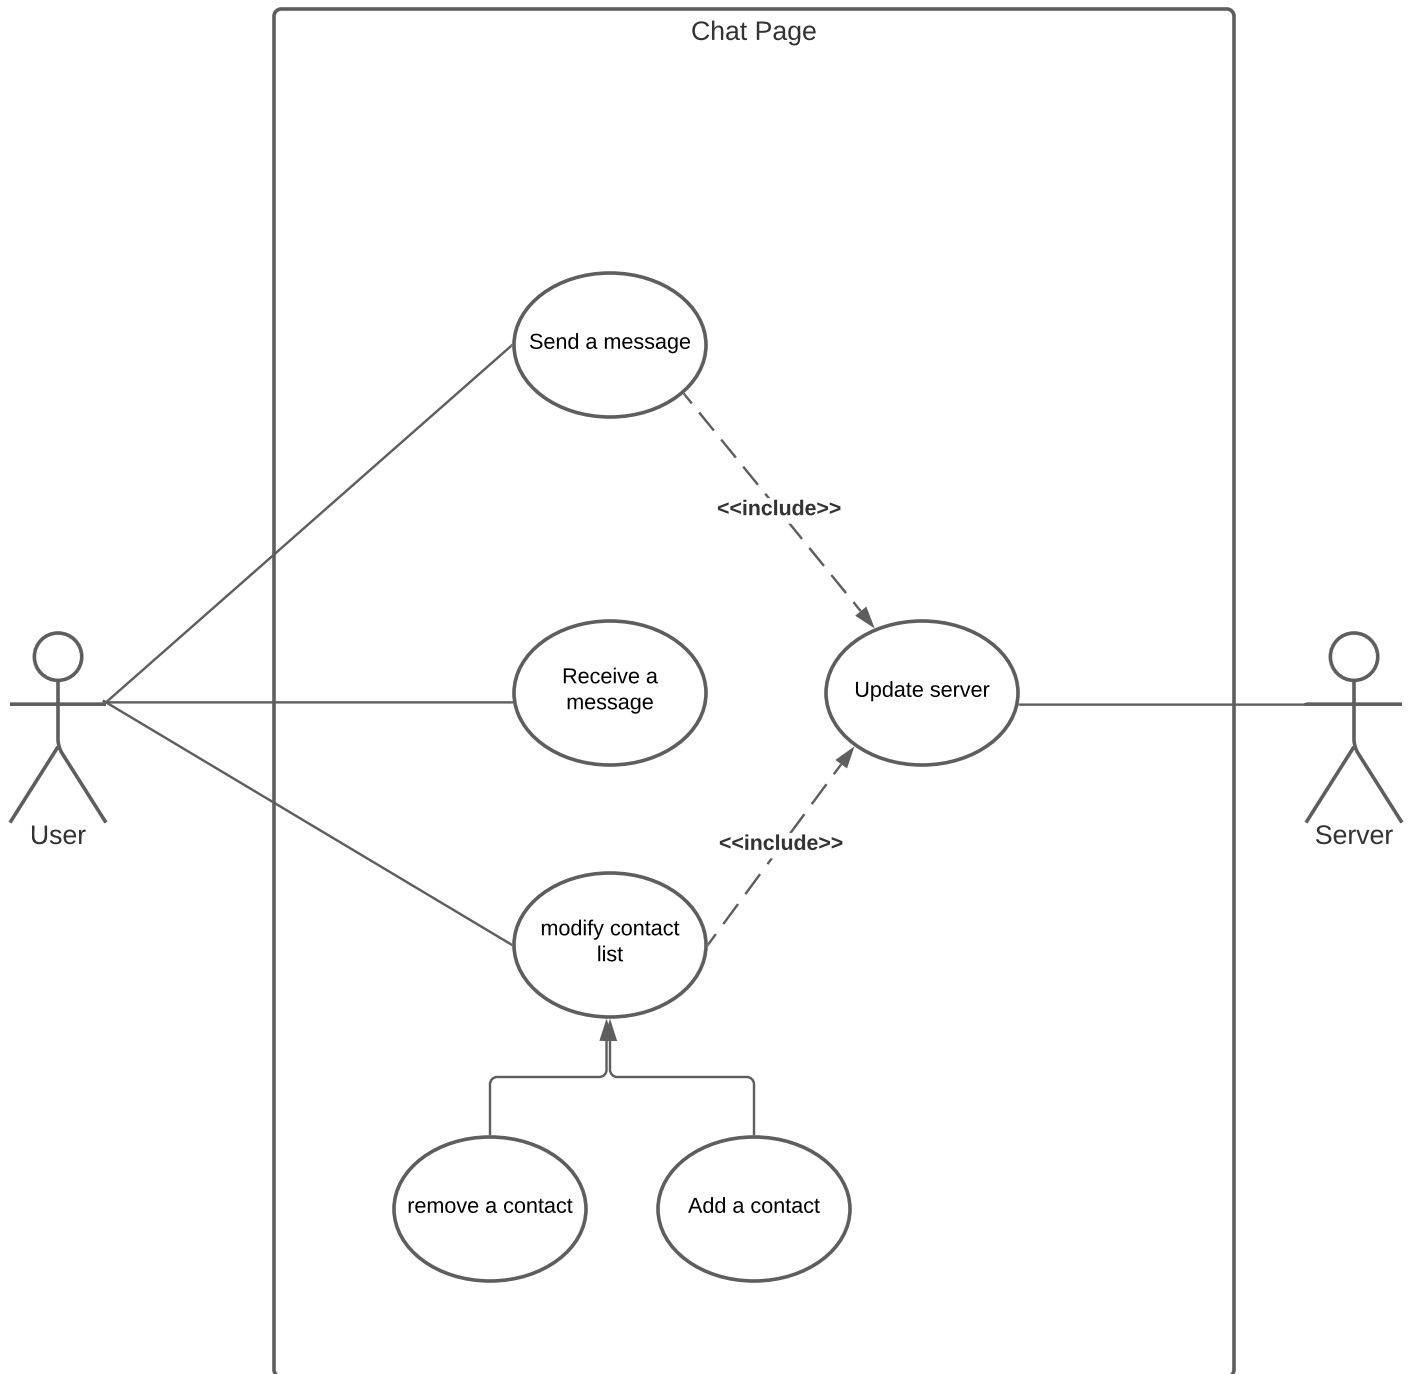 Chat Page
Send a message
<<include>>
Receive a
message
Update server
User
Server
<<include>>
modify contact
list
remove a contact
Add a contact